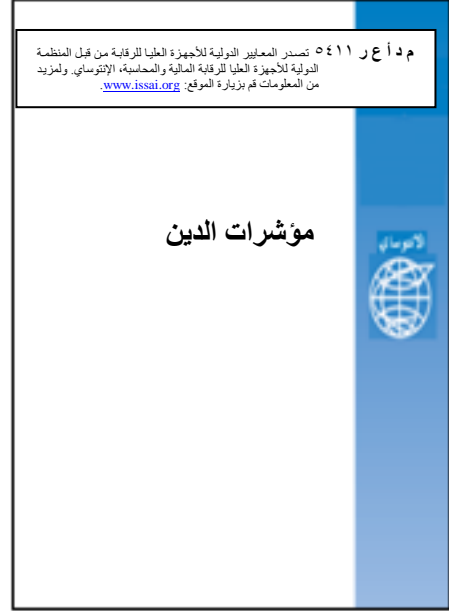 م د أ ع ر ٥٤١١ تصدر المعايير الدولية للأجهزة العليا للرقابة من قبل المنظمة
الدولية للأجهزة العليا للرقابة المالية والمحاسبة، الإنتوساي. ولمزيد
من المعلومات قم بزيارة الموقع: www.issai.org.
مؤشرات الدين
الانتوساي